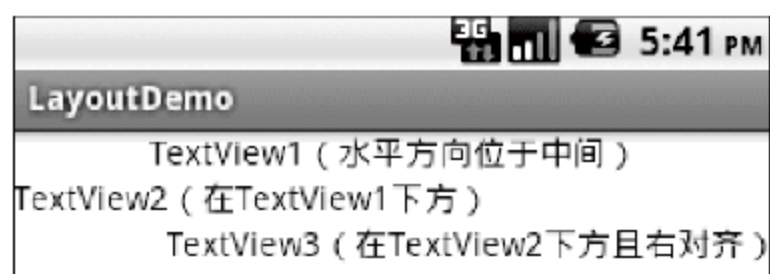 3G 5:41 PM
LayoutDemo
TextView1（水平方向位于中间）
TextView2（在TextView1下方）
TextView3（在TextView2下方且右对齐）